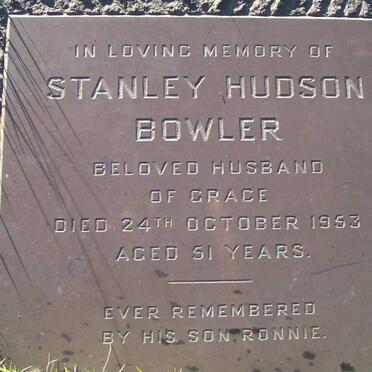 IN LOVING MEMORY OF
STANLEY HUDSON
BOWLER
BELOVED HUSBAND
OF GRACE
DIED 24TH OCTOBER 1953
AGED 51 YEARS.
EVER REMEMBERED
BY HIS SON, RONNIE.